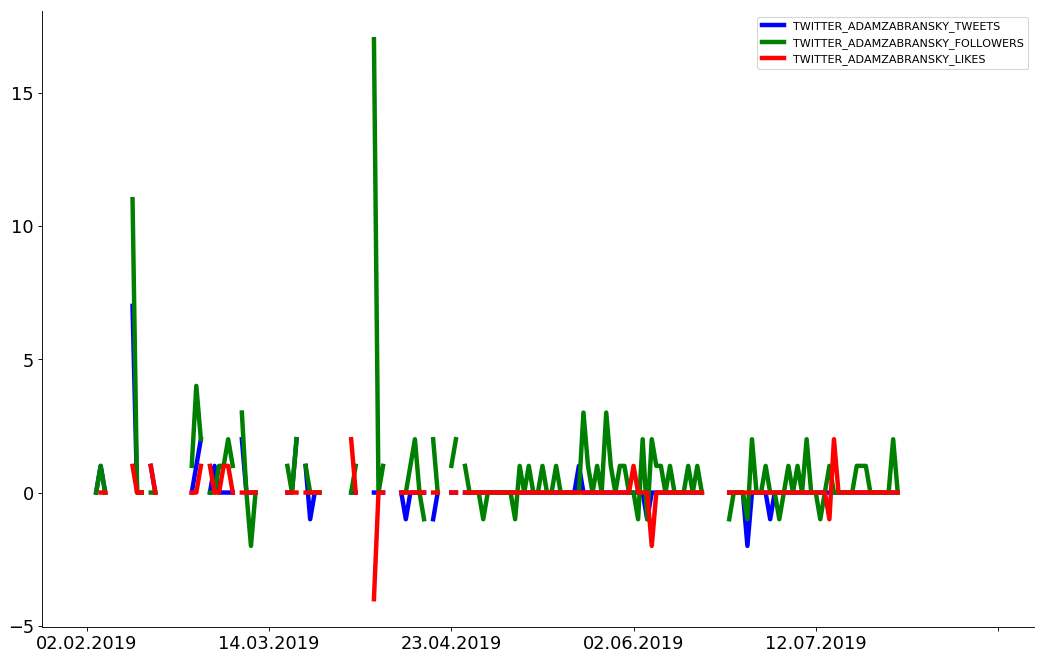 TWITTER_ADAMZABRANSKY_TWEETS
TWITTER_ADAMZABRANSKY_FOLLOWERS
TWITTER_ADAMZABRANSKY_LIKES
15
10
5
0
−5
02.02.2019 14.03.2019 23.04.2019 02.06.2019 12.07.2019